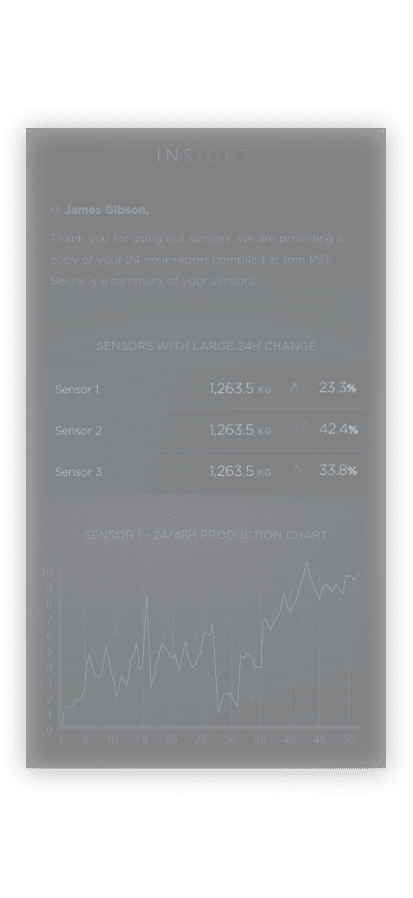 INSIGHT
Hi James Gibson,
Thank you for using our sensors, we are providing a
copy of your 24 hour report compiled at 1pm PST.
Below is a summary of your sensors.
SENSORS WITH LARGE 24H CHANGE
Sensor 1 1,263.5 KG 23.3%
Sensor 2 1,263.5 KG 42.4%
Sensor 3 1,263.5 KG 33.8%
SENSOR 1 - 24/48H PRODUCTION CHART
10
9
8
7
6
5
4
3
2
1
0
1 5 10 15 20 25 30 35 40 45 50